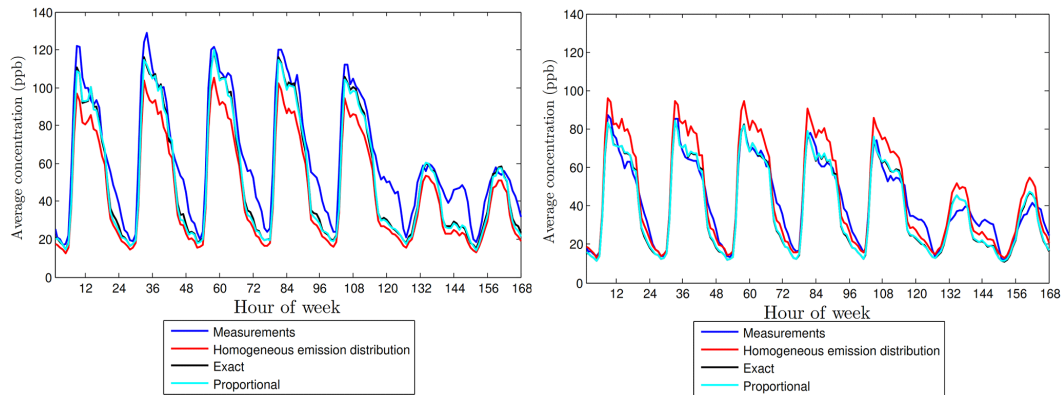 140
120
100
80
60
40
20
0
Average concentration (ppb)
12 24 36 48 60 72 84 96 108 120 132 144 156 168
Hour of week
Measurements
Homogeneous emission distribution
Exact
Proportional
140
120
100
80
60
40
20
0
Average concentration (ppb)
12 24 36 48 60 72 84 96 108 120 132 144 156 168
Hour of week
Measurements
Homogeneous emission distribution
Exact
Proportional